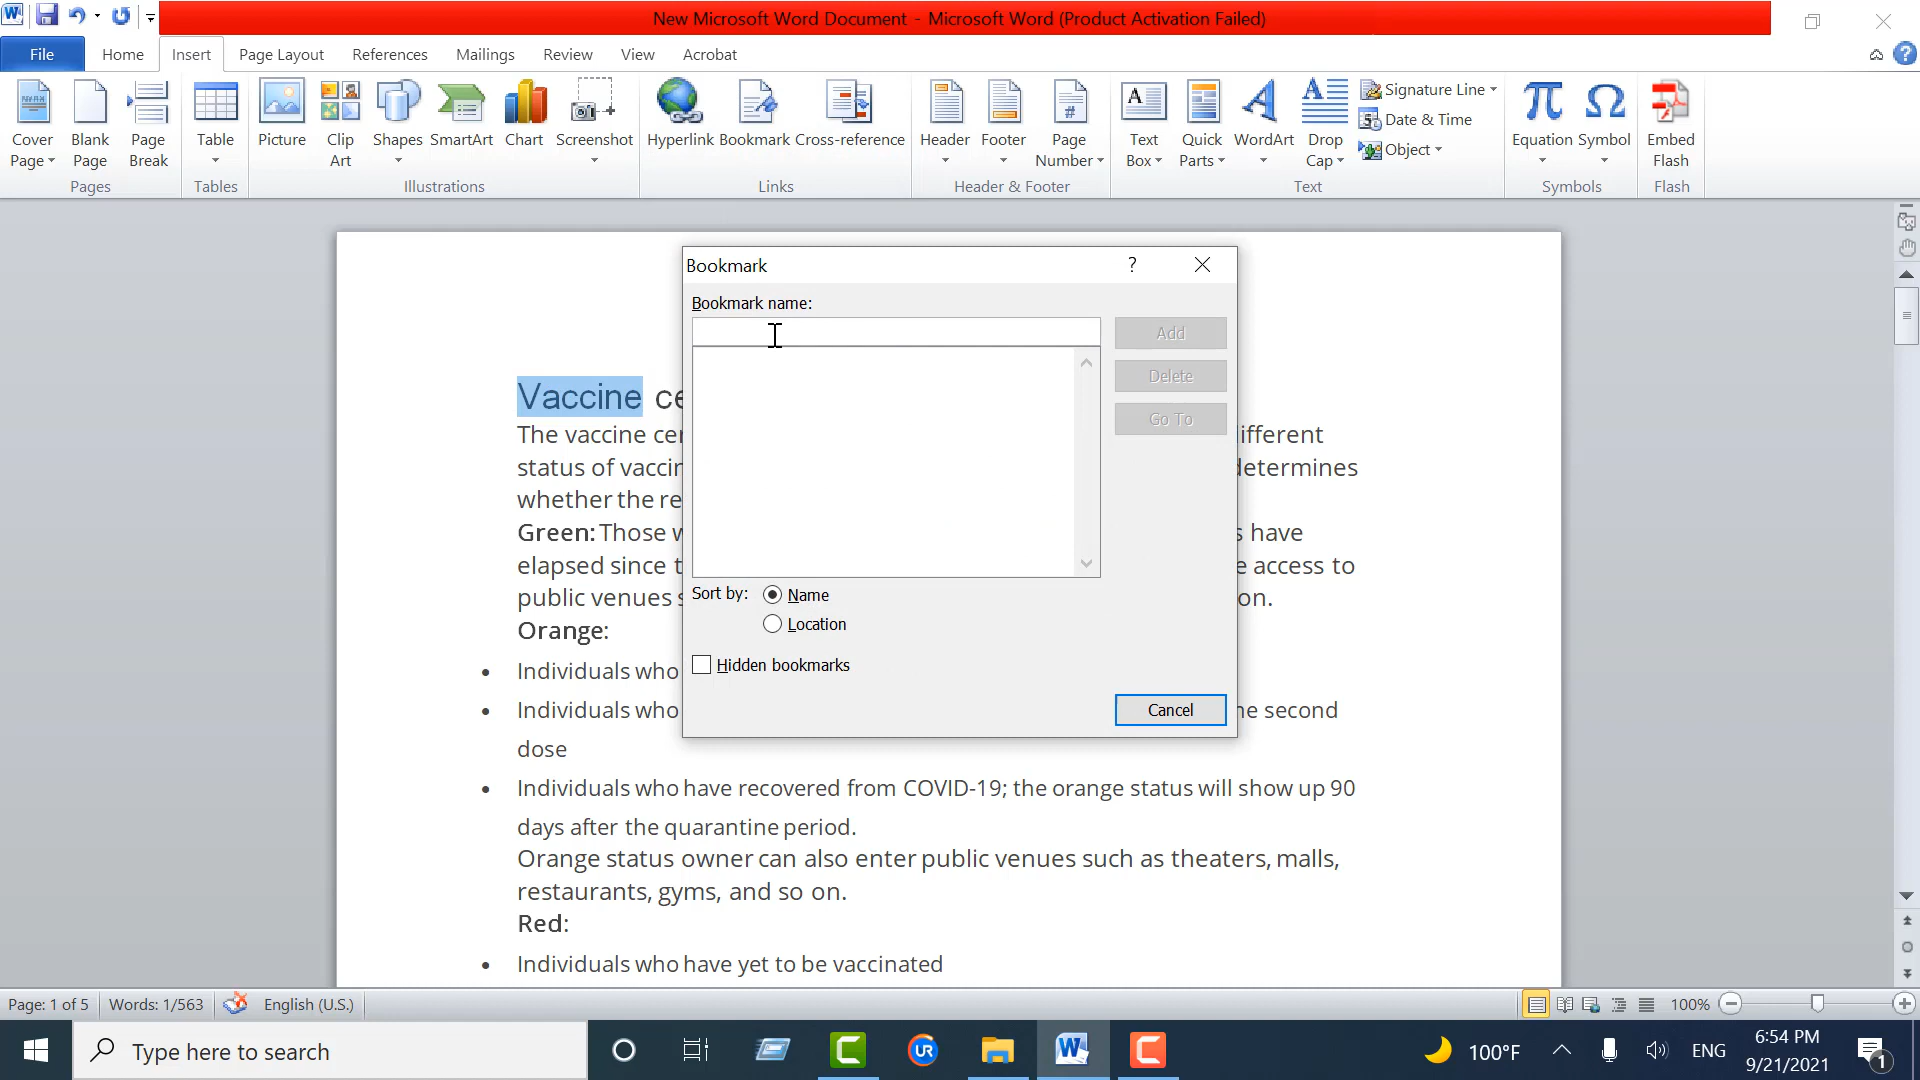 New Microsoft Word Document - Microsoft Word (Product Activation Failed)
File Home Insert Page Layout References Mailings Review View Acrobat
Cover Page
Blank Page
Page Break
Table
Picture
Clip Art
Shapes
SmartArt
Chart
Screenshot
Hyperlink
Bookmark
Cross-reference
Header
Footer
Page Number
Text Box
Quick Parts
WordArt
Drop Cap
Signature Line
Date & Time
Object
Equation
Symbol
Embed Flash
Pages Tables Illustrations Links Header & Footer Text Symbols Flash
Bookmark ?
Bookmark name:
Add
Delete
Go To
Sort by: Name
Location
Hidden bookmarks
Cancel
Vaccine ce
The vaccine cer ifferent
status of vaccin determines
whether the re
Green: Those w s have
elapsed since t e access to
public venues s on.
Orange:
• Individuals who
• Individuals who he second
dose
• Individuals who have recovered from COVID-19; the orange status will show up 90
days after the quarantine period.
Orange status owner can also enter public venues such as theaters, malls,
restaurants, gyms, and so on.
Red:
• Individuals who have yet to be vaccinated
Page: 1 of 5 Words: 1/563 English (U.S.) 100%
Type here to search
UR
100°F ENG
6:54 PM
9/21/2021
1